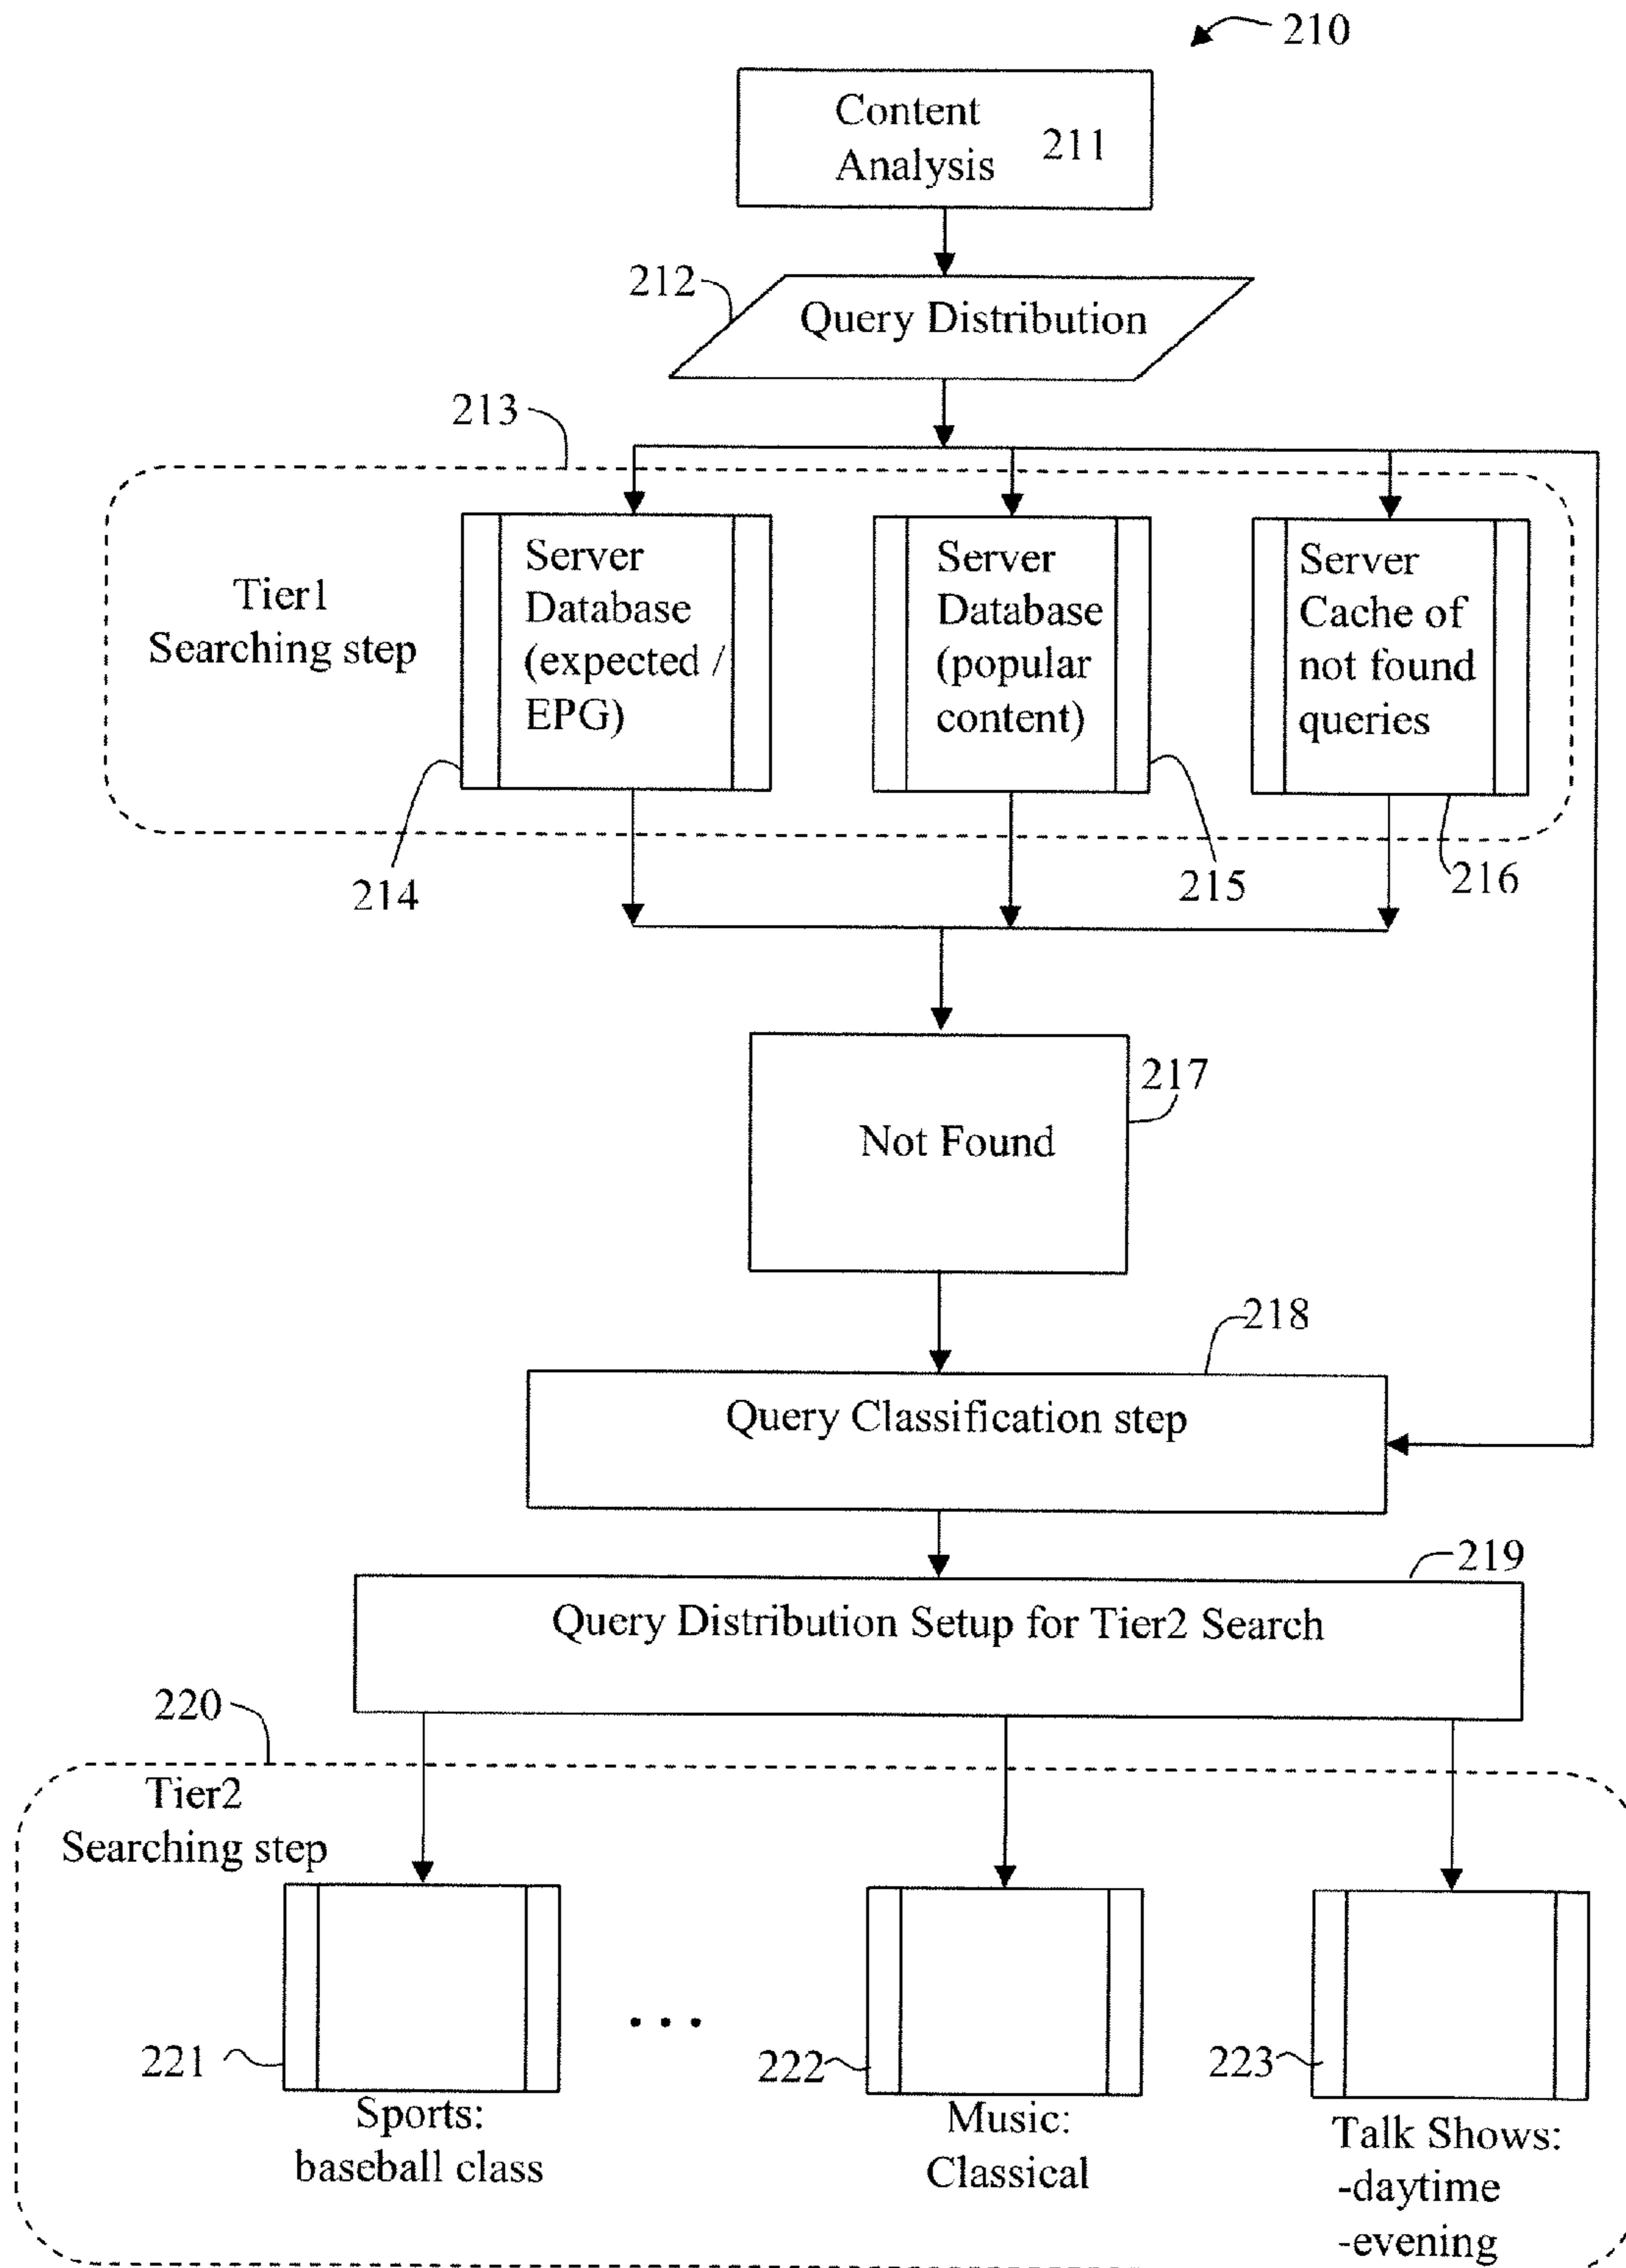 210
Content
Analysis 211
212
Query Distribution
213
Tier1
Searching step
Server
Database
(expected /
EPG)
Server
Database
(popular
content)
Server
Cache of
not found
queries
214
215
216
217
Not Found
218
Query Classification step
219
Query Distribution Setup for Tier2 Search
220
Tier2
Searching step
221
222
223
Sports:
baseball class
Music:
Classical
Talk Shows:
-daytime
-evening